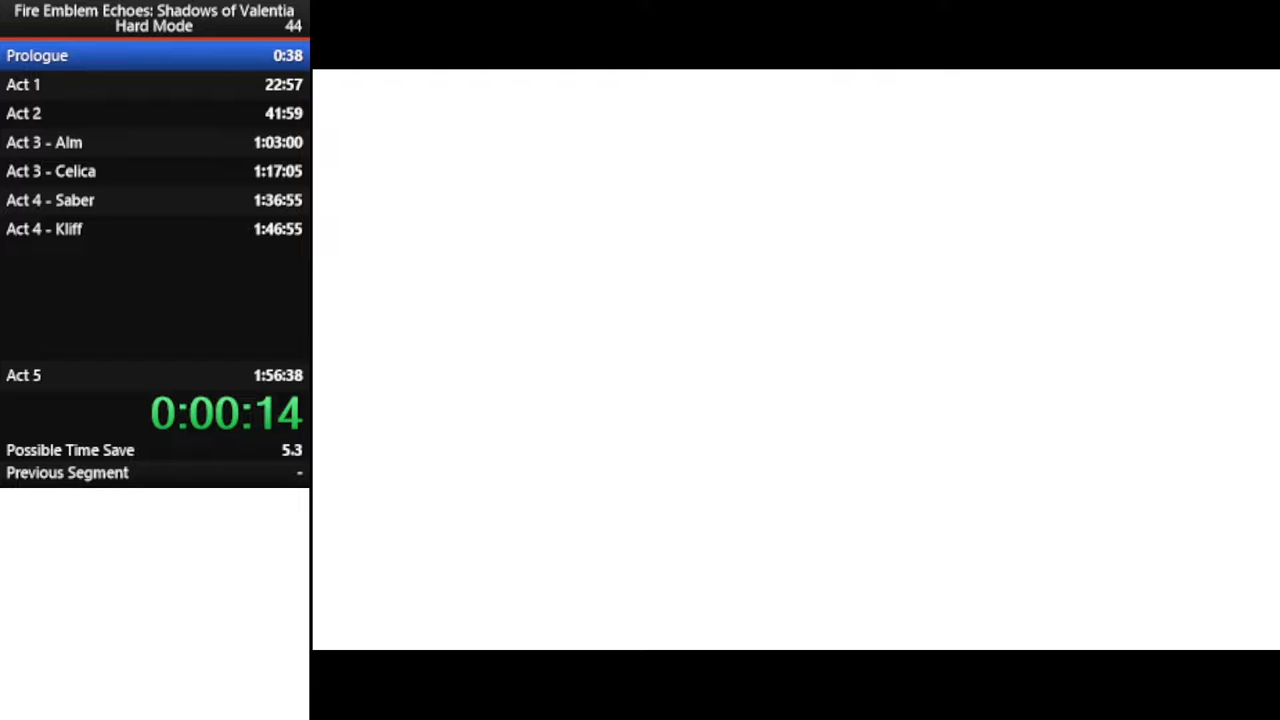 Fire Emblem Echoes: Shadows of Valentia
Hard Mode 44
Prologue 0:38
Act 1 22:57
Act 2 41:59
Act 3 - Alm 1:03:00
Act 3 - Celica 1:17:05
Act 4 - Saber 1:36:55
Act 4 - Kliff 1:46:55
Act 5 1:56:38
0:00:14
Possible Time Save 5.3
Previous Segment -